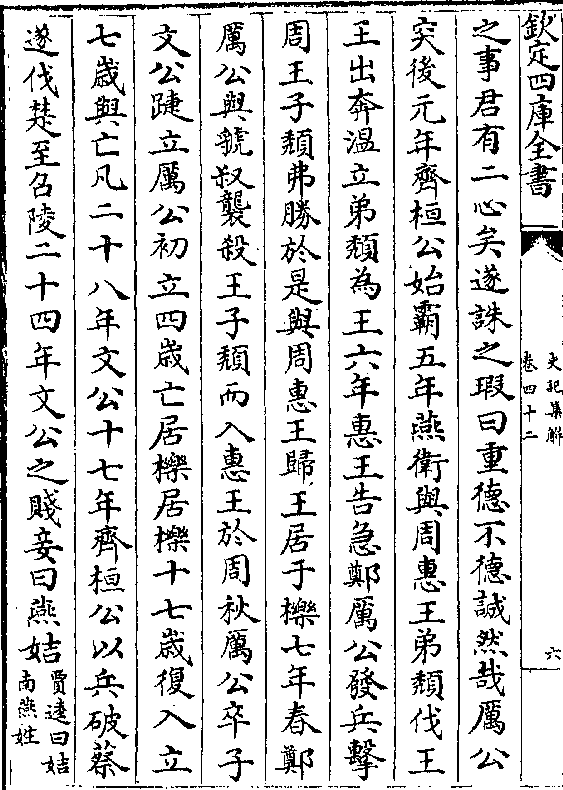 欽定四庫全書
史記集解
卷四十二
六
之事君有二心矣遂誅之瑕曰重德不德誠然哉厲公
突後元年齊桓公始霸五年燕衛與周惠王弟頹伐王
王出奔溫立弟頹為王六年惠王告急鄭厲公發兵擊
周王子頹弗勝於是與周惠王歸王居于櫟七年春鄭
厲公與虢叔襲殺王子頹而入惠王於周秋厲公卒子
文公踕立厲公初立四歲亡居櫟居櫟十七歲復入立
七歲與亡凡二十八年文公十七年齊桓公以兵破蔡
遂伐楚至召陵二十四年文公之賤妾曰燕姞賈逵曰姞
南燕姓